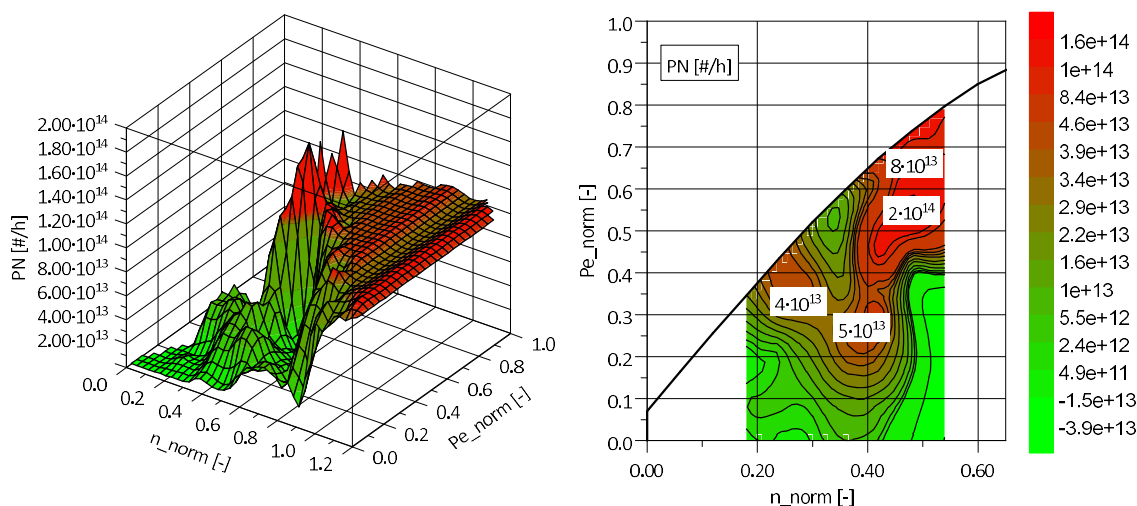 2.00·10¹⁴
1.80·10¹⁴
1.60·10¹⁴
1.40·10¹⁴
1.20·10¹⁴
1.00·10¹⁴
8.00·10¹³
6.00·10¹³
4.00·10¹³
2.00·10¹³
PN [#/h]
0.0
0.2
0.4
0.6
0.8
1.0
1.2
n_norm [-]
0.0
0.2
0.4
0.6
0.8
1.0
Pe_norm [-]
1.0
0.9
0.8
0.7
0.6
0.5
0.4
0.3
0.2
0.1
0.0
Pe_norm [-]
PN [#/h]
8·10¹³
2·10¹⁴
4·10¹³
5·10¹³
0.00
0.20
0.40
0.60
n_norm [-]
1.6e+14
1e+14
8.4e+13
4.6e+13
3.9e+13
3.4e+13
2.9e+13
2.2e+13
1.6e+13
1e+13
5.5e+12
2.4e+12
4.9e+11
-1.5e+13
-3.9e+13